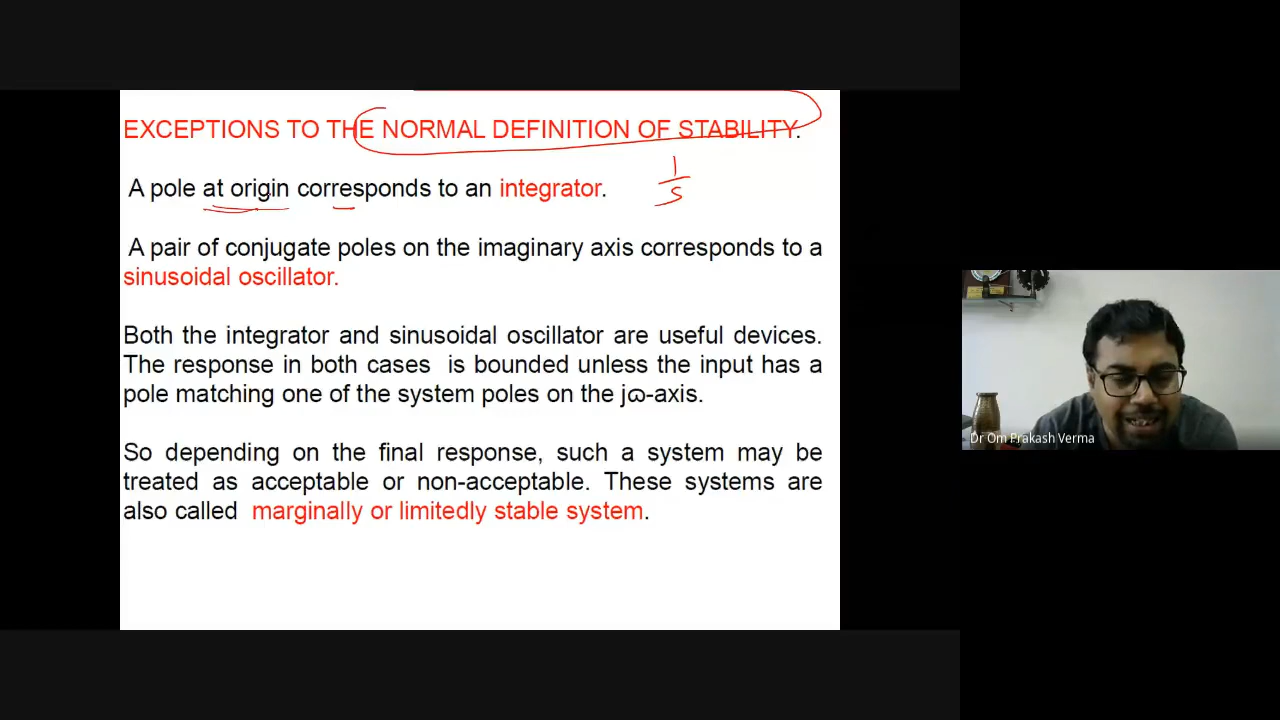 EXCEPTIONS TO THE NORMAL DEFINITION OF STABILITY.
A pole at origin corresponds to an integrator.
1
s
A pair of conjugate poles on the imaginary axis corresponds to a
sinusoidal oscillator.
Both the integrator and sinusoidal oscillator are useful devices.
The response in both cases is bounded unless the input has a
pole matching one of the system poles on the jϖ-axis.
So depending on the final response, such a system may be
treated as acceptable or non-acceptable. These systems are
also called marginally or limitedly stable system.
Dr Om Prakash Verma